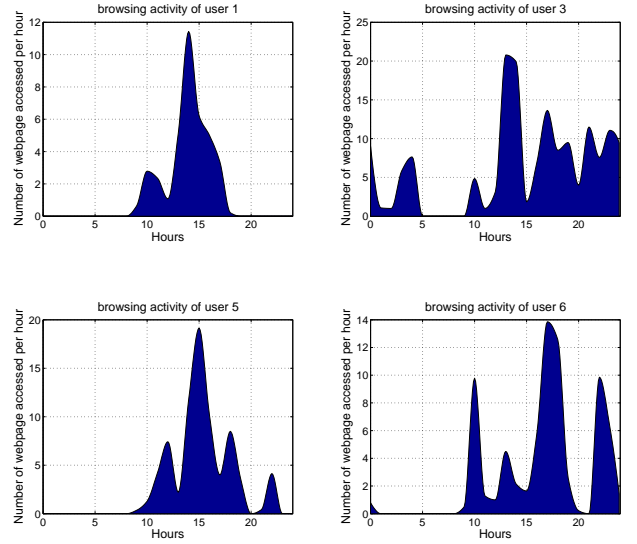 browsing activity of user 1
Number of webpage accessed per hour
12
10
8
6
4
2
0
0 5 10 15 20
Hours
browsing activity of user 3
Number of webpage accessed per hour
25
20
15
10
5
0
0 5 10 15 20
Hours
browsing activity of user 5
Number of webpage accessed per hour
20
15
10
5
0
0 5 10 15 20
Hours
browsing activity of user 6
Number of webpage accessed per hour
14
12
10
8
6
4
2
0
0 5 10 15 20
Hours